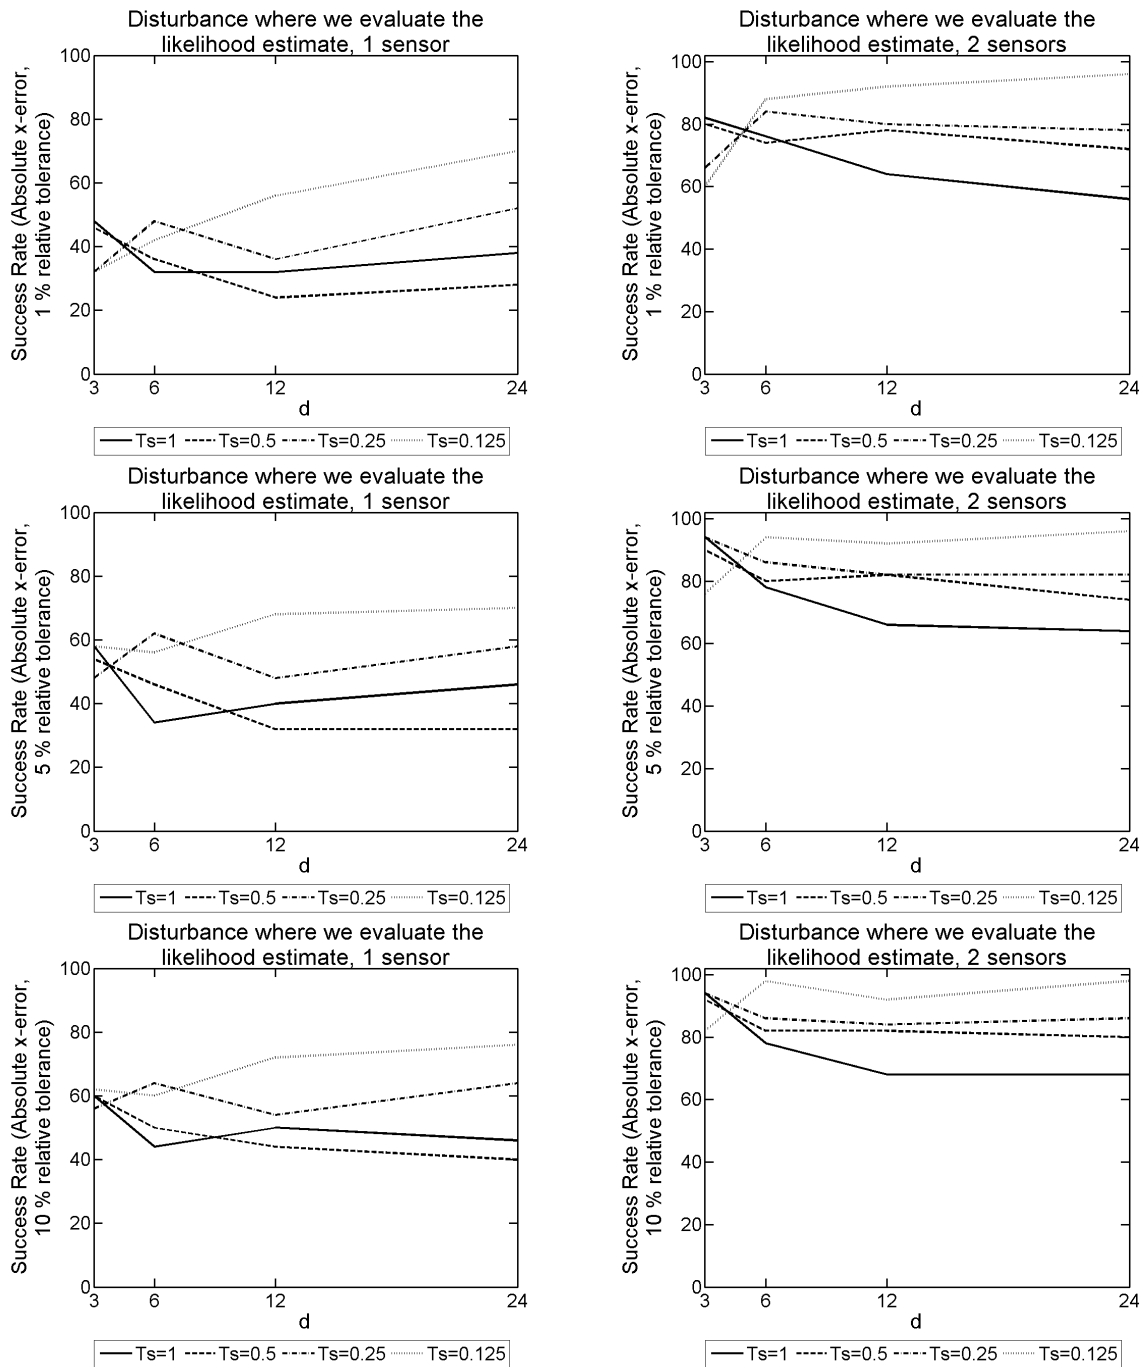 Disturbance where we evaluate the
likelihood estimate, 1 sensor
Success Rate (Absolute x-error,
1 % relative tolerance)
100
80
60
40
20
0
3 6 12 24
d
Ts=1 Ts=0.5 Ts=0.25 Ts=0.125
Disturbance where we evaluate the
likelihood estimate, 2 sensors
Success Rate (Absolute x-error,
1 % relative tolerance)
100
80
60
40
20
0
3 6 12 24
d
Ts=1 Ts=0.5 Ts=0.25 Ts=0.125
Disturbance where we evaluate the
likelihood estimate, 1 sensor
Success Rate (Absolute x-error,
5 % relative tolerance)
100
80
60
40
20
0
3 6 12 24
d
Ts=1 Ts=0.5 Ts=0.25 Ts=0.125
Disturbance where we evaluate the
likelihood estimate, 2 sensors
Success Rate (Absolute x-error,
5 % relative tolerance)
100
80
60
40
20
0
3 6 12 24
d
Ts=1 Ts=0.5 Ts=0.25 Ts=0.125
Disturbance where we evaluate the
likelihood estimate, 1 sensor
Success Rate (Absolute x-error,
10 % relative tolerance)
100
80
60
40
20
0
3 6 12 24
d
Ts=1 Ts=0.5 Ts=0.25 Ts=0.125
Disturbance where we evaluate the
likelihood estimate, 2 sensors
Success Rate (Absolute x-error,
10 % relative tolerance)
100
80
60
40
20
0
3 6 12 24
d
Ts=1 Ts=0.5 Ts=0.25 Ts=0.125